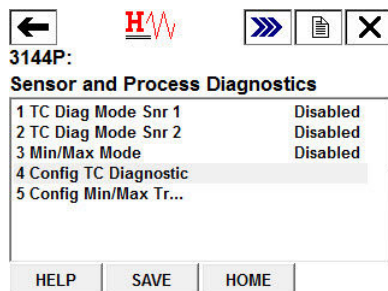 H
3144P:
Sensor and Process Diagnostics
1 TC Diag Mode Snr 1 Disabled
2 TC Diag Mode Snr 2 Disabled
3 Min/Max Mode Disabled
4 Config TC Diagnostic
5 Config Min/Max Tr...
HELP SAVE HOME